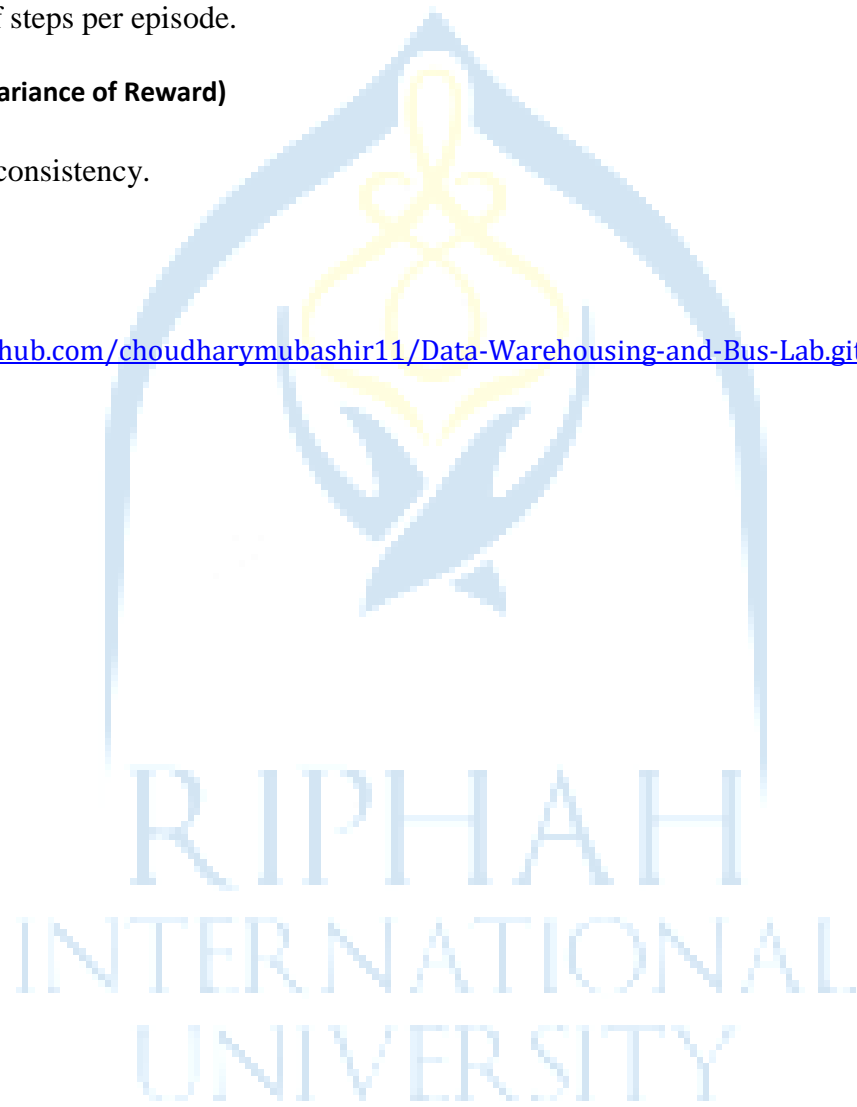 steps per episode.
ariance of Reward)
consistency.
hub.com/choudharymubashir11/Data-Warehousing-and-Bus-Lab.git
RIPHAH
INTERNATIONAL
UNIVERSITY